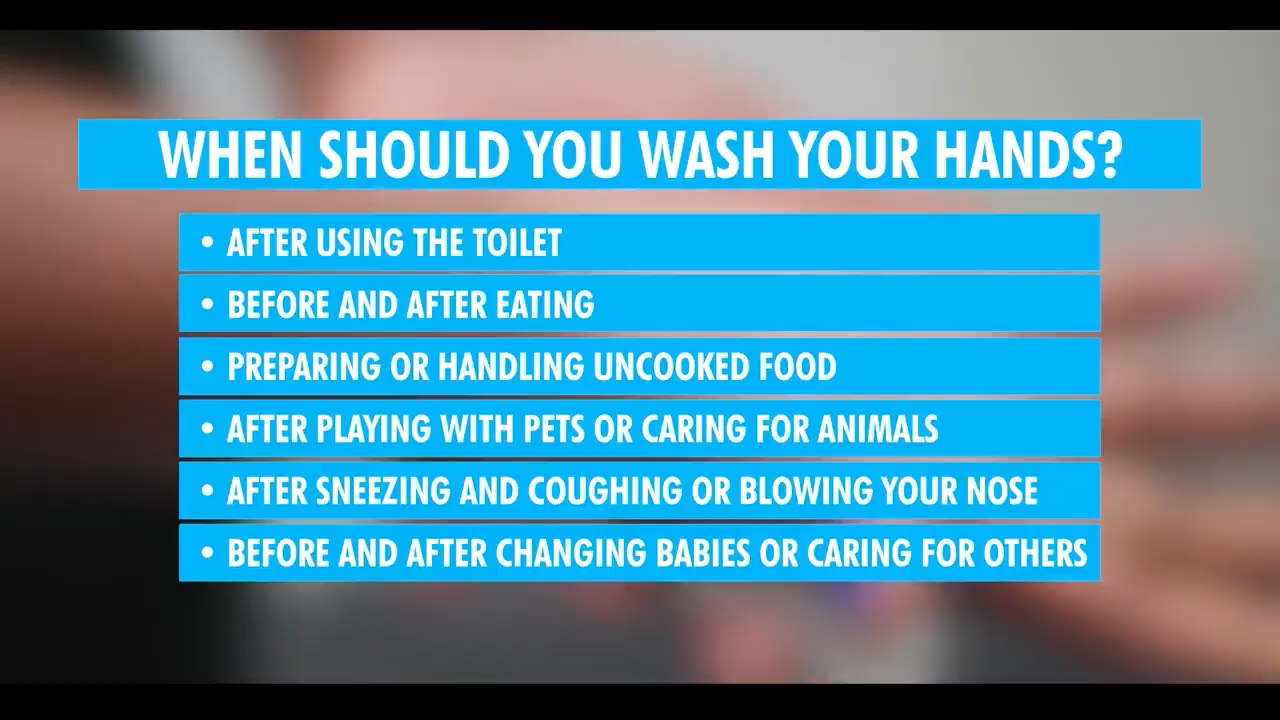 WHEN SHOULD YOU WASH YOUR HANDS?
• AFTER USING THE TOILET
• BEFORE AND AFTER EATING
• PREPARING OR HANDLING UNCOOKED FOOD
• AFTER PLAYING WITH PETS OR CARING FOR ANIMALS
• AFTER SNEEZING AND COUGHING OR BLOWING YOUR NOSE
• BEFORE AND AFTER CHANGING BABIES OR CARING FOR OTHERS